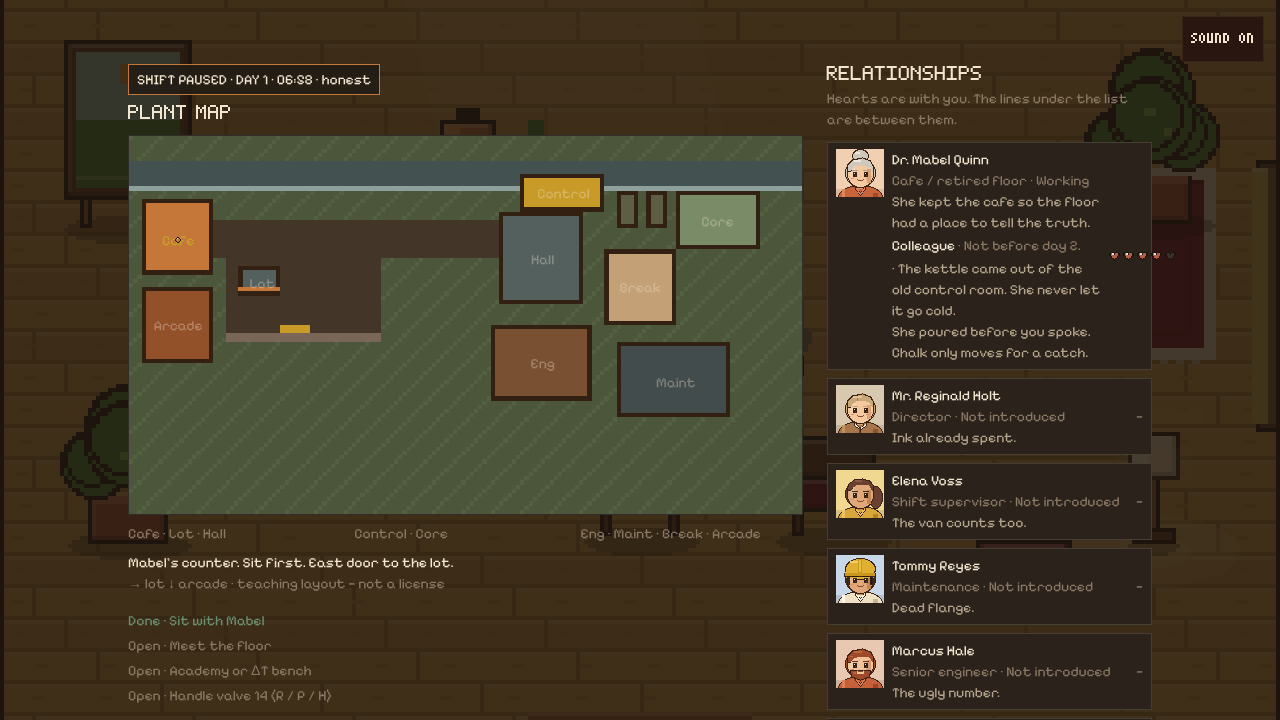 SOUND ON
SHIFT PAUSED · DAY 1 · 06:58 · honest
PLANT MAP
Control
Core
Cafe
Hall
Lot
Break
Arcade
Eng
Maint
Cafe · Lot · Hall
Control · Core
Eng · Maint · Break · Arcade
Mabel's counter. Sit first. East door to the lot.
→ lot ↓ arcade · teaching layout – not a license
Done · Sit with Mabel
Open · Meet the floor
Open · Academy or ΔT bench
Open · Handle valve 14 (R / P / H)
RELATIONSHIPS
Hearts are with you. The lines under the list
are between them.
Dr. Mabel Quinn
Cafe / retired floor · Working
She kept the cafe so the floor
had a place to tell the truth.
Colleague · Not before day 2.
· The kettle came out of the
old control room. She never let
it go cold.
She poured before you spoke.
Chalk only moves for a catch.
Mr. Reginald Holt
Director · Not introduced –
Ink already spent.
Elena Voss
Shift supervisor · Not introduced –
The van counts too.
Tommy Reyes
Maintenance · Not introduced –
Dead flange.
Marcus Hale
Senior engineer · Not introduced –
The ugly number.